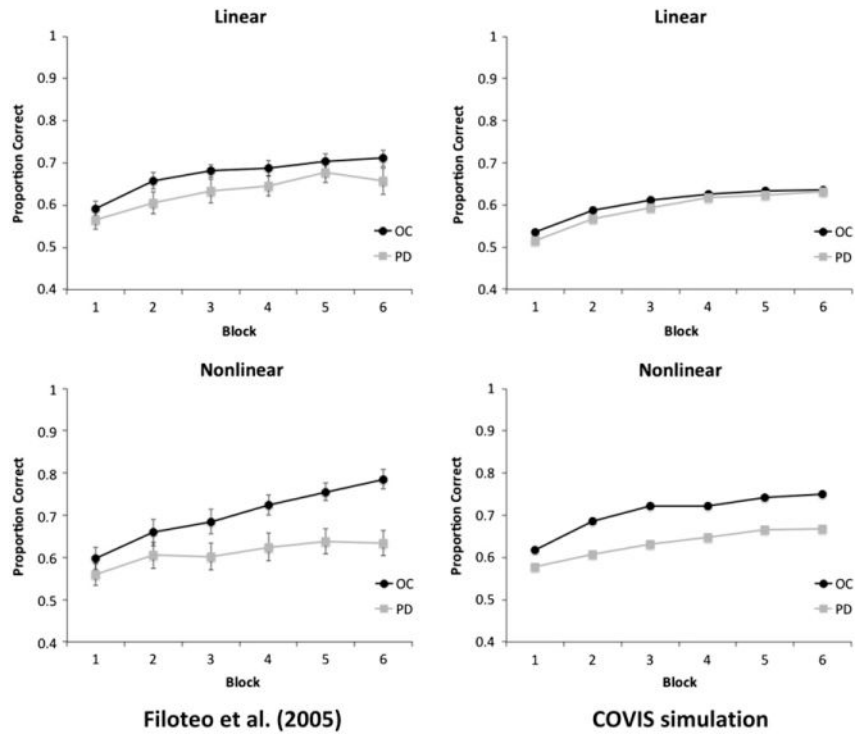 Linear
Proportion Correct
1
0.9
0.8
0.7
0.6
0.5
0.4
1 2 3 4 5 6
Block
OC
PD
Linear
Proportion Correct
1
0.9
0.8
0.7
0.6
0.5
0.4
1 2 3 4 5 6
Block
OC
PD
Nonlinear
Proportion Correct
1
0.9
0.8
0.7
0.6
0.5
0.4
1 2 3 4 5 6
Block
OC
PD
Nonlinear
Proportion Correct
1
0.9
0.8
0.7
0.6
0.5
0.4
1 2 3 4 5 6
Block
OC
PD
Filoteo et al. (2005)
COVIS simulation